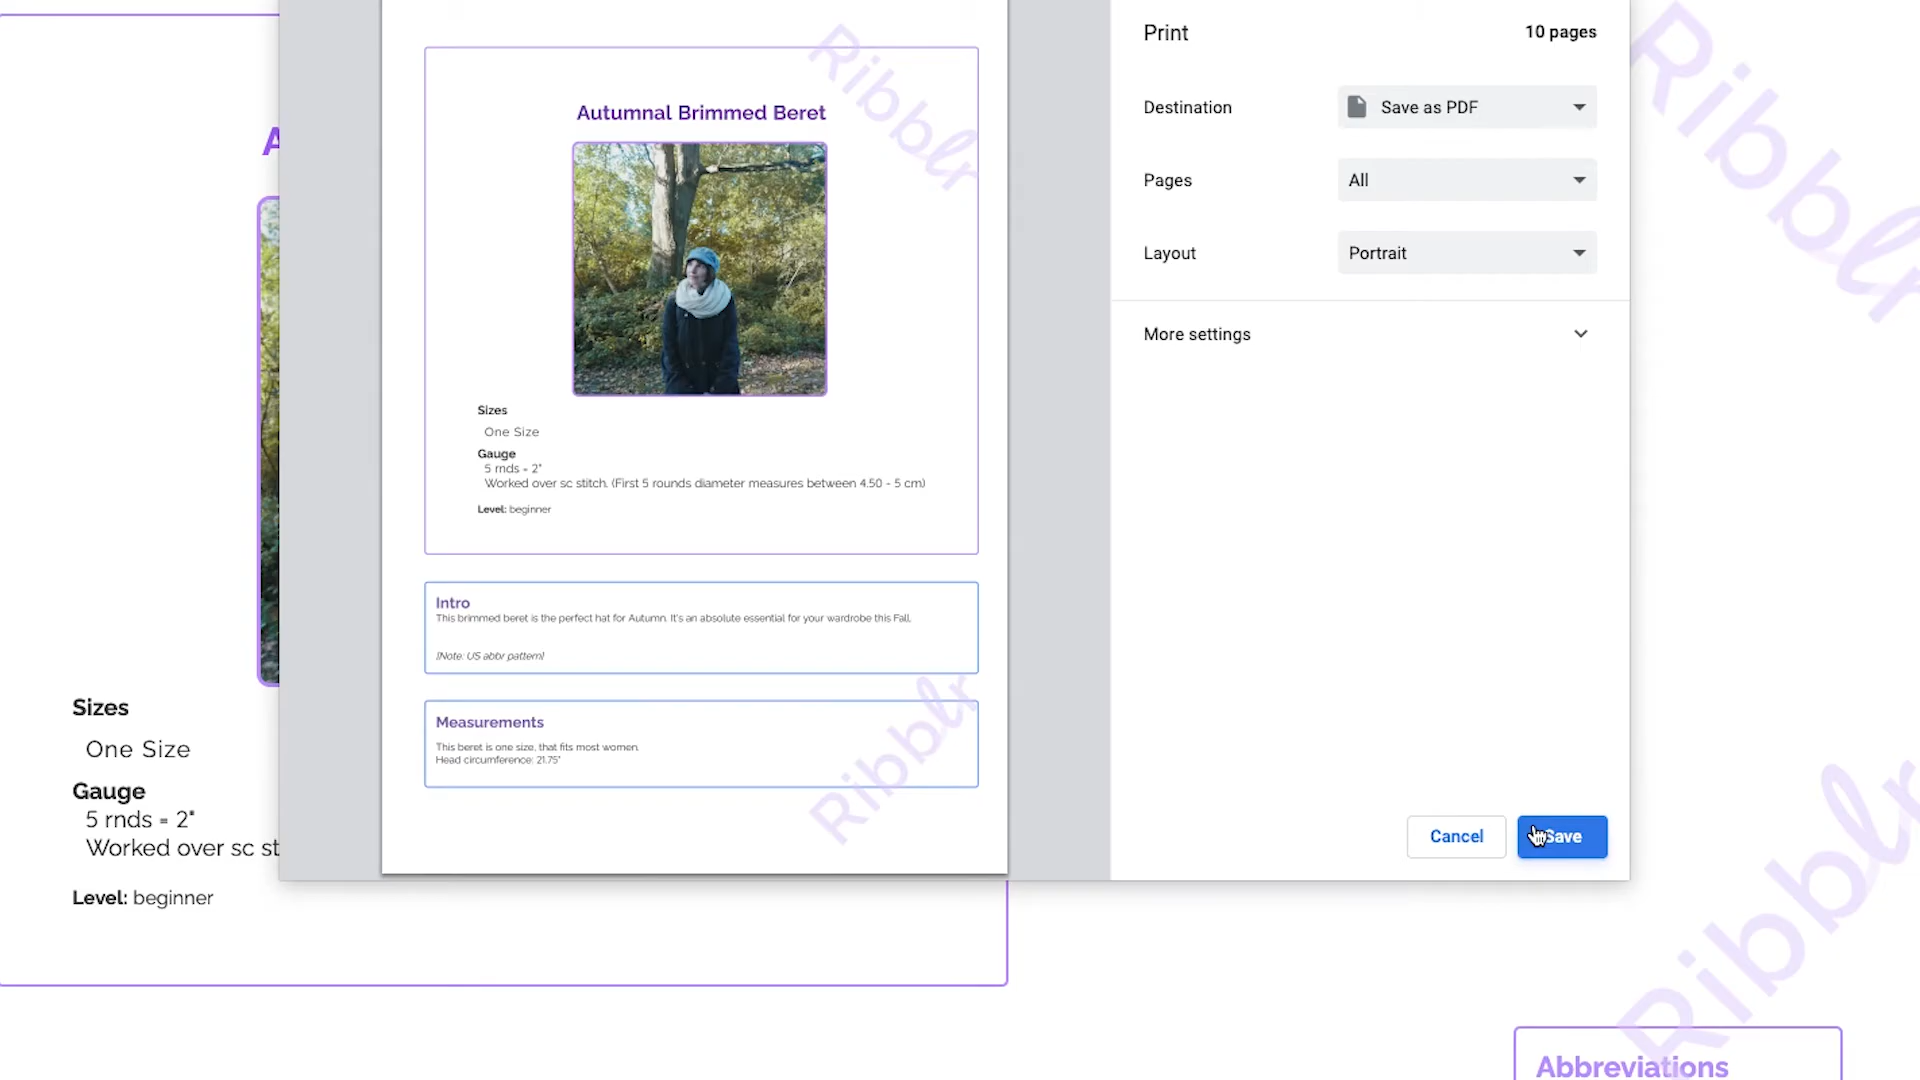 Ribblr
Autumnal Brimmed Beret
Sizes
One Size
Gauge
5 rnds = 2"
Worked over sc stitch. (First 5 rounds diameter measures between 4.50 - 5 cm)
Level: beginner
Intro
This brimmed beret is the perfect hat for Autumn. It's an absolute essential for your wardrobe this Fall.
[Note: US abbr pattern]
Measurements
This beret is one size, that fits most women.
Head circumference: 21.75"
Ribblr
Print
10 pages
Destination
Save as PDF
Pages
All
Layout
Portrait
More settings
Cancel
Save
A
Sizes
One Size
Gauge
5 rnds = 2"
Worked over sc st
Level: beginner
Ribblr
Ribblr
Abbreviations